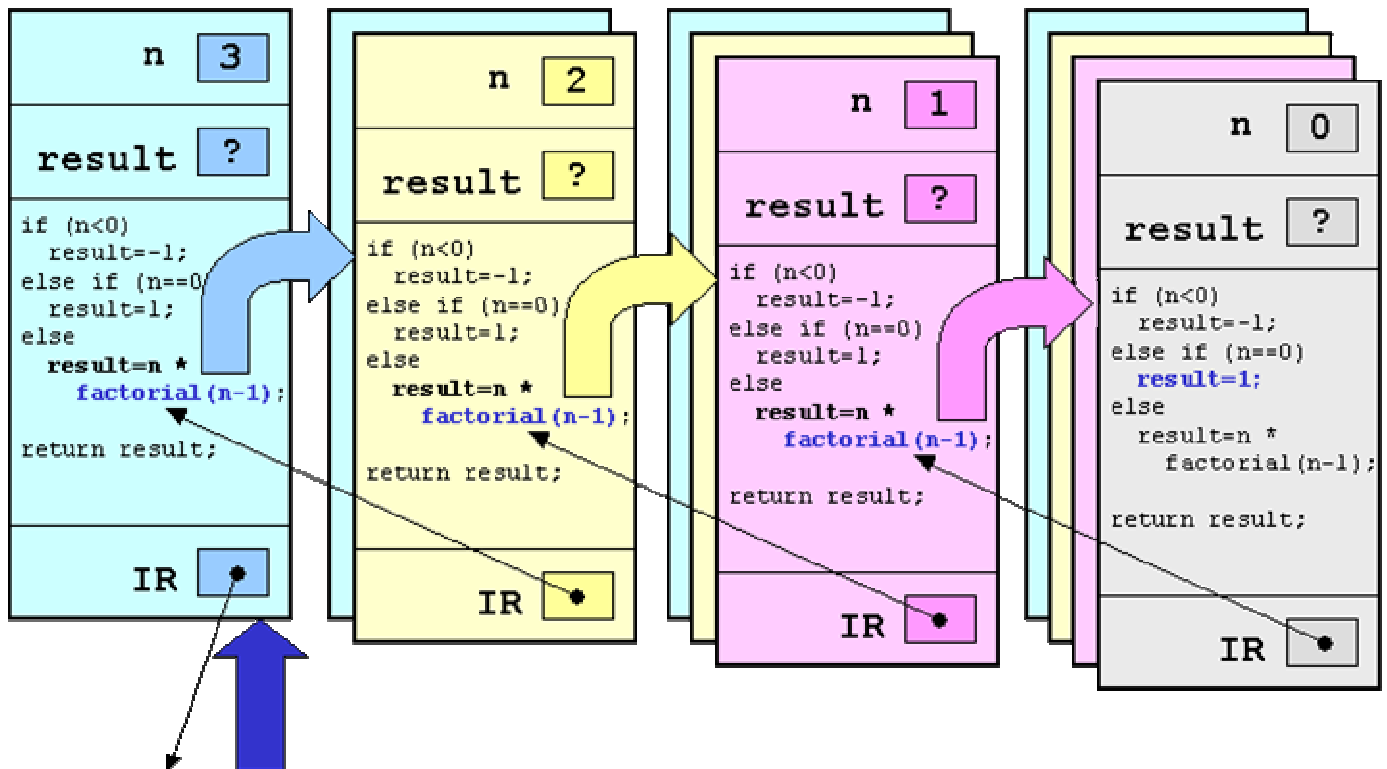 n 3
result ?
if (n<0)
result=-1;
else if (n==0
result=1;
else
result=n *
factorial(n-1);
return result;
IR
n 2
result ?
if (n<0)
result=-1;
else if (n==0)
result=1;
else
result=n *
factorial(n-1);
return result;
IR
n 1
result ?
if (n<0)
result=-1;
else if (n==0)
result=1;
else
result=n *
factorial(n-1);
return result;
IR
n 0
result ?
if (n<0)
result=-1;
else if (n==0)
result=1;
else
result=n *
factorial(n-1);
return result;
IR